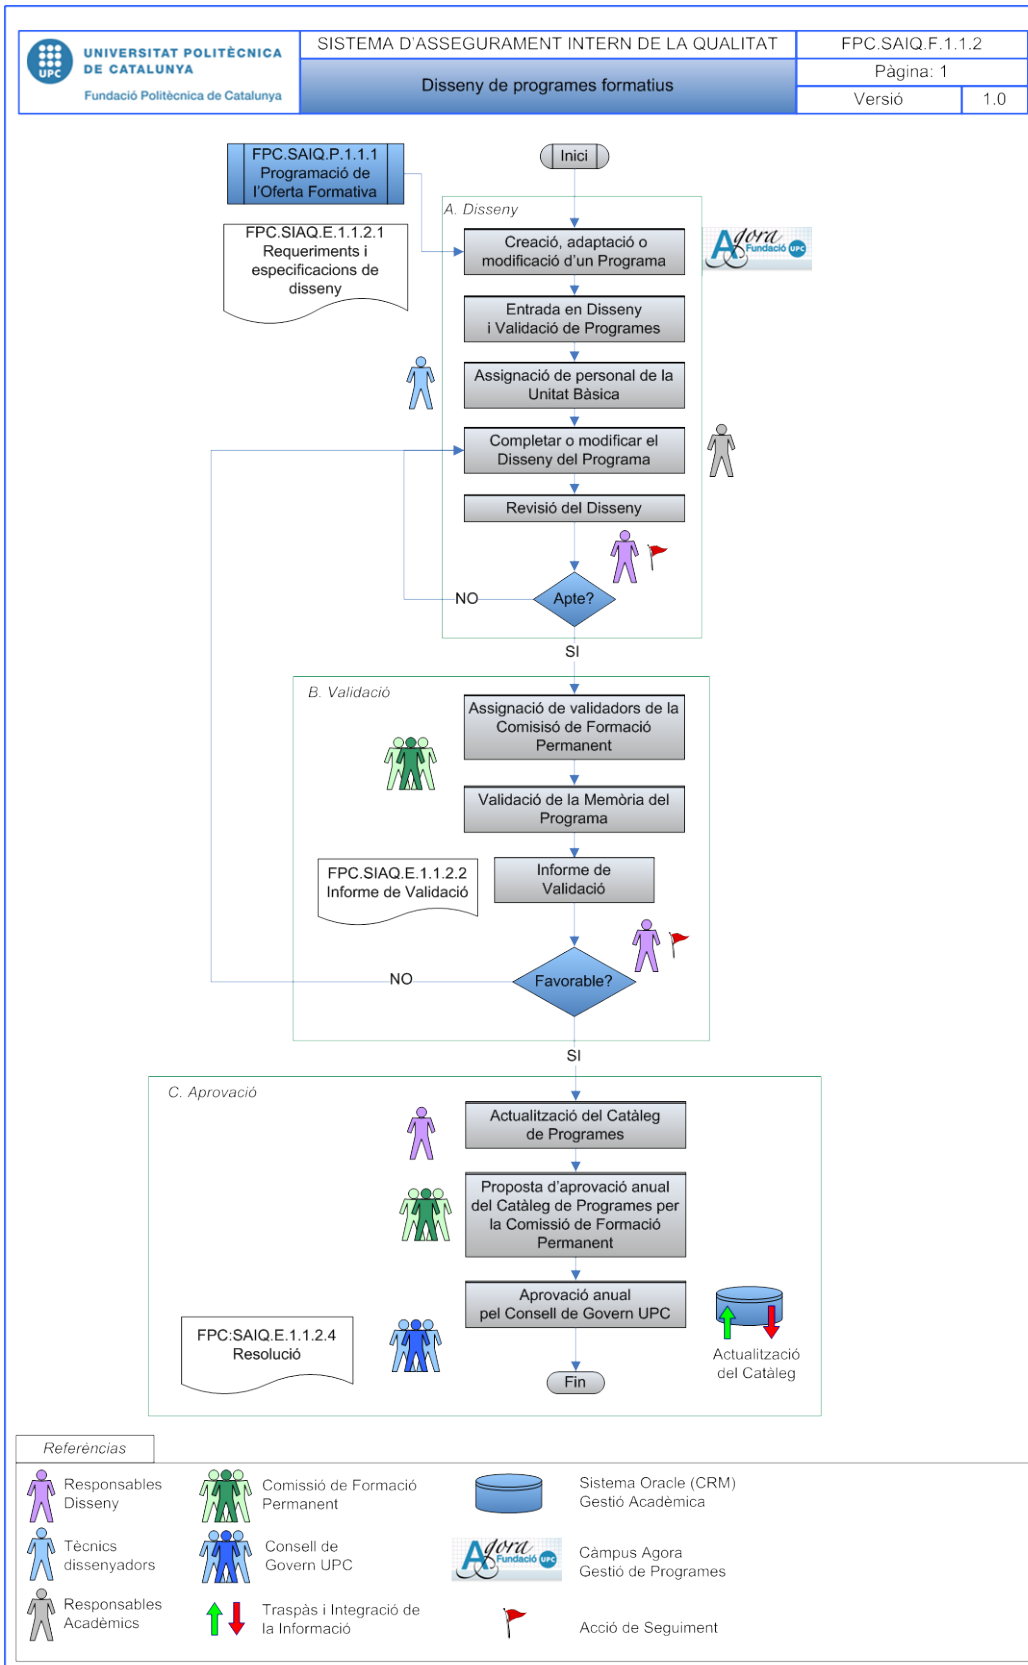 UNIVERSITAT POLITÈCNICA
DE CATALUNYA
UPC
Fundació Politècnica de Catalunya
SISTEMA D'ASSEGURAMENT INTERN DE LA QUALITAT
Disseny de programes formatius
FPC.SAIQ.F.1.1.2
Pàgina: 1
Versió
1.0
FPC.SAIQ.P.1.1.1
Programació de
l'Oferta Formativa
Inici
A. Disseny
FPC.SIAQ.E.1.1.2.1
Requeriments i
especificacions de
disseny
Creació, adaptació o
modificació d'un Programa
Agora
Fundació UPC
Entrada en Disseny
i Validació de Programes
Assignació de personal de la
Unitat Bàsica
Completar o modificar el
Disseny del Programa
Revisió del Disseny
NO
Apte?
SI
B. Validació
Assignació de validadors de la
Comisisó de Formació
Permanent
Validació de la Memòria del
Programa
FPC.SIAQ.E.1.1.2.2
Informe de Validació
Informe de
Validació
NO
Favorable?
SI
C. Aprovació
Actualització del Catàleg
de Programes
Proposta d'aprovació anual
del Catàleg de Programes per
la Comissió de Formació
Permanent
Aprovació anual
pel Consell de Govern UPC
FPC:SAIQ.E.1.1.2.4
Resolució
Actualització
del Catàleg
Fin
Referències
Responsables
Disseny
Comissió de Formació
Permanent
Sistema Oracle (CRM)
Gestió Acadèmica
Tècnics
dissenyadors
Consell de
Govern UPC
Agora
Fundació UPC
Càmpus Agora
Gestió de Programes
Responsables
Acadèmics
Traspàs i Integració de
la Informació
Acció de Seguiment